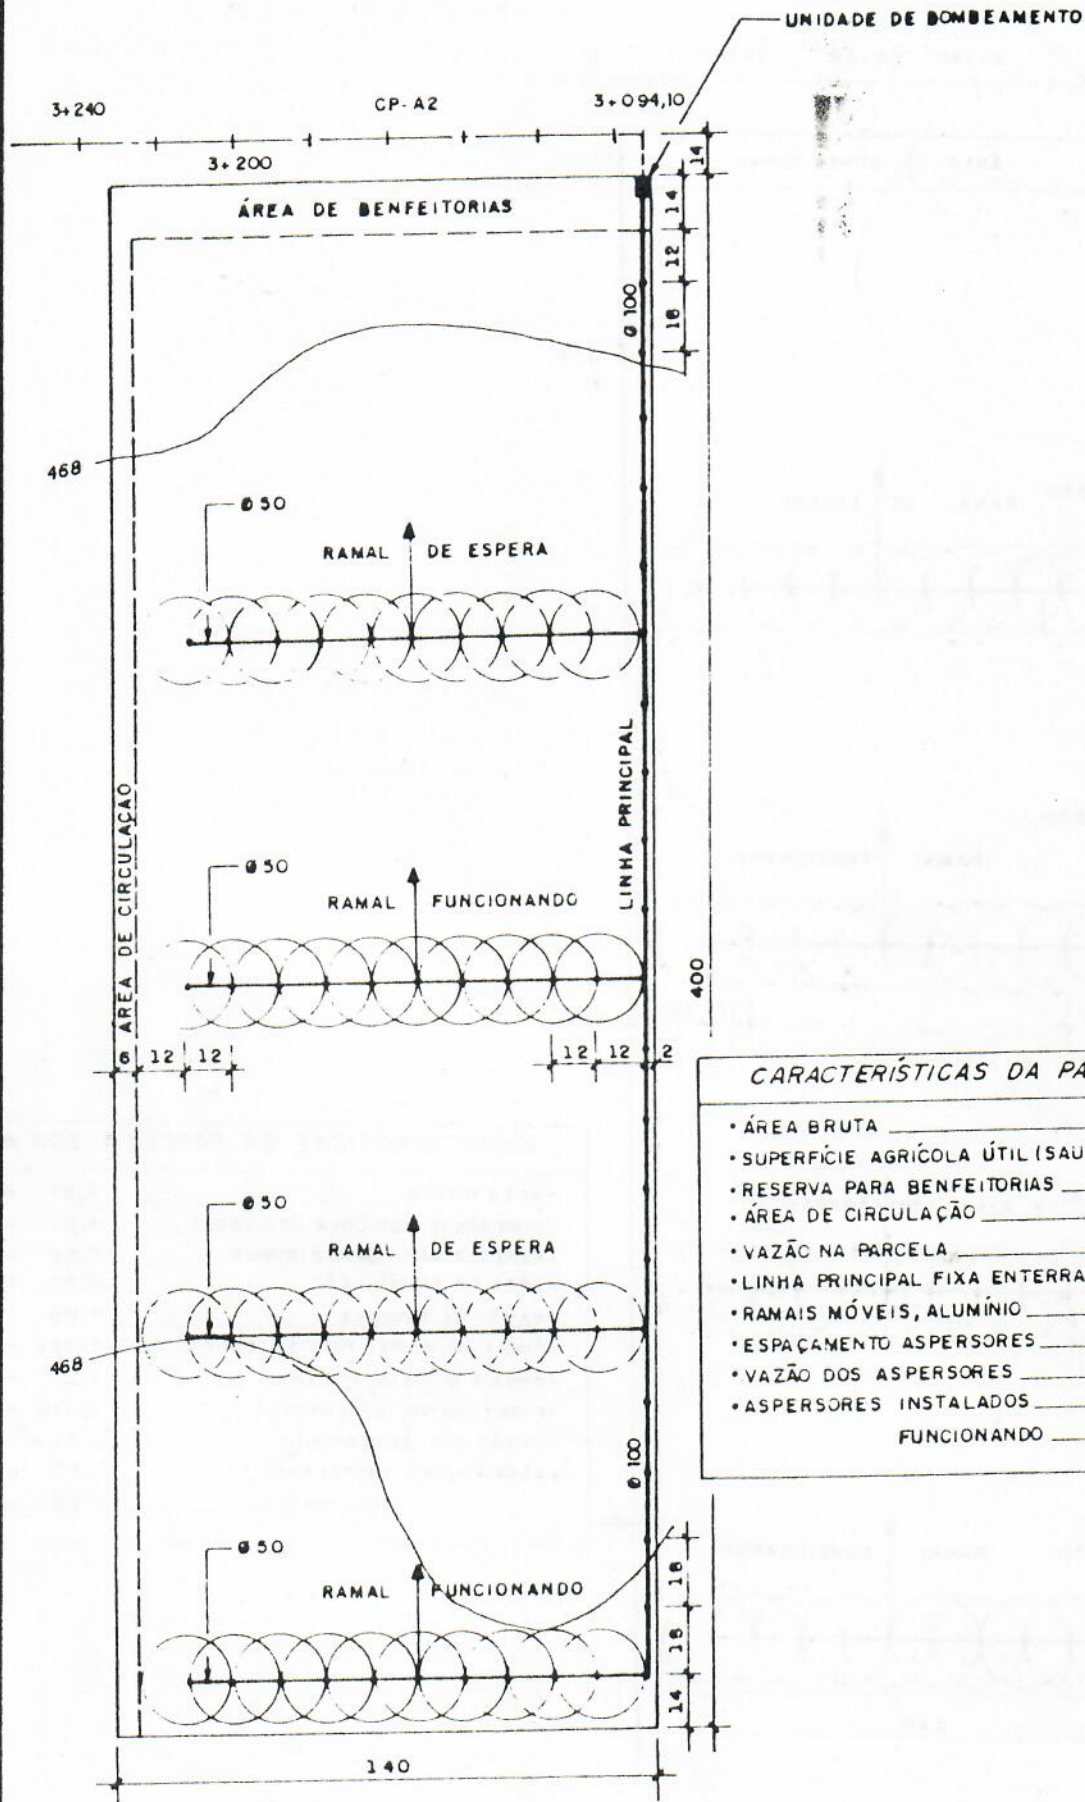 UNIDADE DE BOMBEAMENTO
3+240
CP-A2
3+094,10
3+200
14
ÁREA DE BENFEITORIAS
14
12
18
Ø 100
468
Ø 50
RAMAL DE ESPERA
LINHA PRINCIPAL
ÁREA DE CIRCULAÇÃO
Ø 50
RAMAL FUNCIONANDO
400
6 12 12 12 12 2
CARACTERÍSTICAS DA PA
• ÁREA BRUTA
• SUPERFÍCIE AGRÍCOLA ÚTIL (SAU
• RESERVA PARA BENFEITORIAS
• ÁREA DE CIRCULAÇÃO
• VAZÃO NA PARCELA
• LINHA PRINCIPAL FIXA ENTERRA
• RAMAIS MÓVEIS, ALUMÍNIO
• ESPAÇAMENTO ASPERSORES
• VAZÃO DOS ASPERSORES
• ASPERSORES INSTALADOS
FUNCIONANDO
Ø 50
RAMAL DE ESPERA
468
Ø 100
Ø 50
RAMAL FUNCIONANDO
18
18
14
140